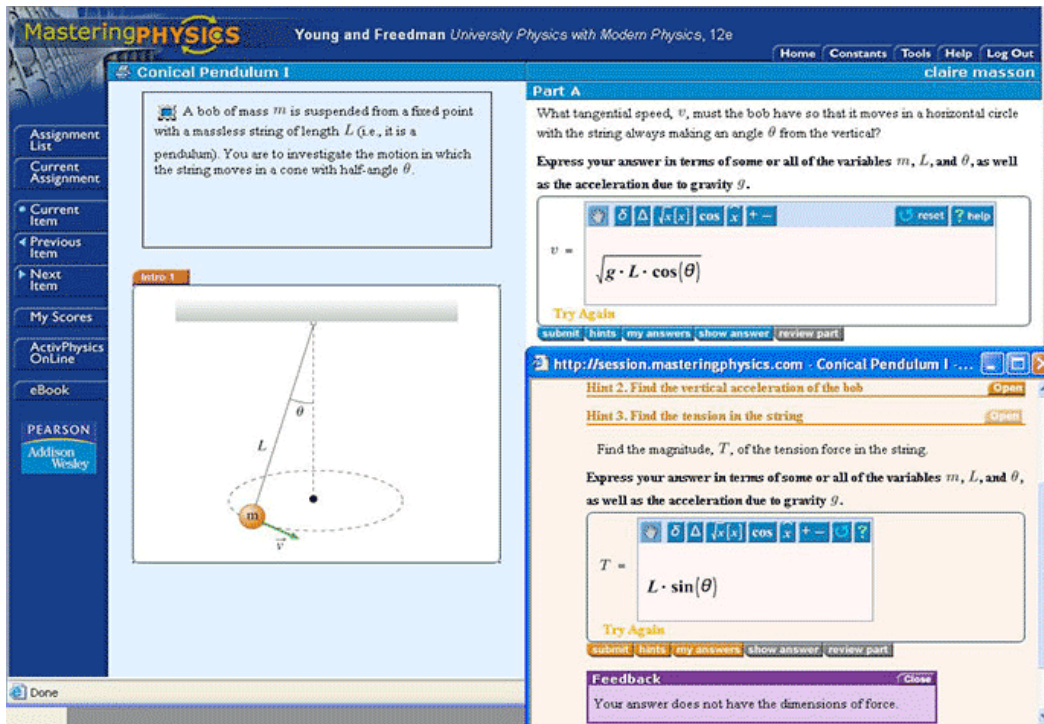 MasteringPHYSICS
Young and Freedman University Physics with Modern Physics, 12e
Home Constants Tools Help Log Out
Conical Pendulum I
claire masson
Assignment
List
Current
Assignment
Current
Item
Previous
Item
Next
Item
My Scores
ActivPhysics
OnLine
eBook
PEARSON
Addison
Wesley
A bob of mass m is suspended from a fixed point
with a massless string of length L (i.e., it is a
pendulum). You are to investigate the motion in which
the string moves in a cone with half-angle θ.
Intro 1
θ
L
m
v⃗
Part A
What tangential speed, v, must the bob have so that it moves in a horizontal circle
with the string always making an angle θ from the vertical?
Express your answer in terms of some or all of the variables m, L, and θ, as well
as the acceleration due to gravity g.
δ Δ √x[x] cos x + − reset ? help
v =
√g · L · cos(θ)
Try Again
submit hints my answers show answer review part
http://session.masteringphysics.com - Conical Pendulum I -...
Hint 2. Find the vertical acceleration of the bob Open
Hint 3. Find the tension in the string Open
Find the magnitude, T, of the tension force in the string.
Express your answer in terms of some or all of the variables m, L, and θ,
as well as the acceleration due to gravity g.
δ Δ √x[x] cos x + − ?
T =
L · sin(θ)
Try Again
submit hints my answers show answer review part
Feedback Close
Your answer does not have the dimensions of force.
Done